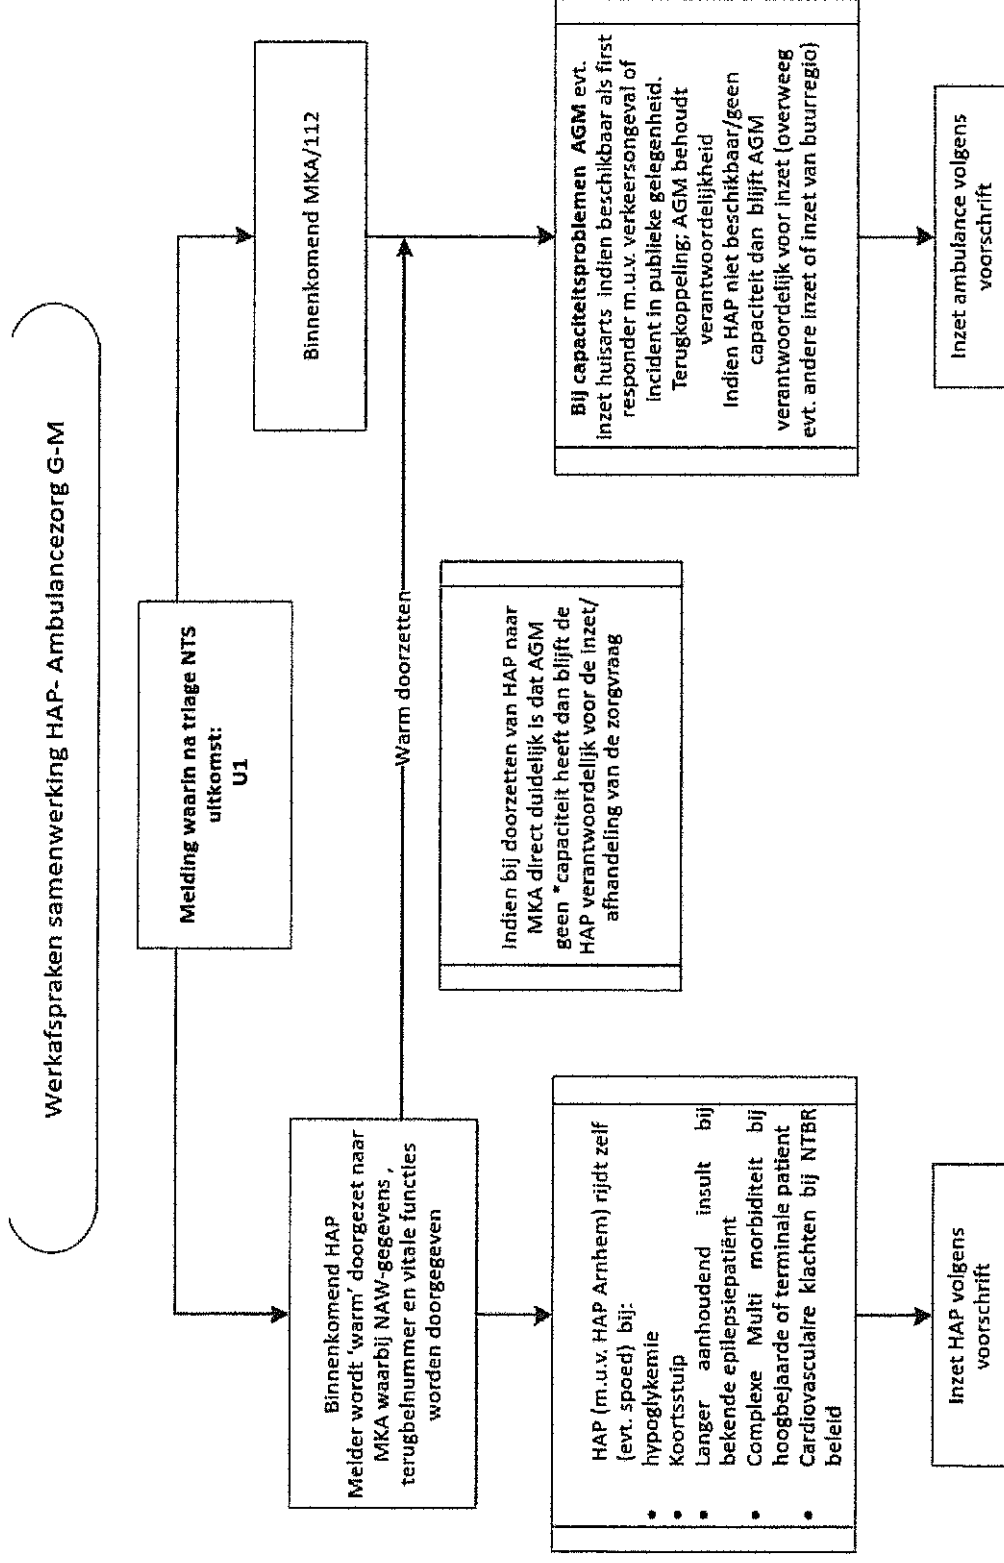 Werkafspraken samenwerking HAP- Ambulancezorg G-M
Melding waarin na triage NTS
uitkomst:
U1
Binnenkomend HAP
Melder wordt 'warm' doorgezet naar
MKA waarbij NAW-gegevens ,
terugbelnummer en vitale functies
worden doorgegeven
Warm doorzetten
Binnenkomend MKA/112
HAP (m.u.v. HAP Arnhem) rijdt zelf
(evt. spoed) bij:
• hypoglykemie
• Koortsstuip
• Langer aanhoudend insult bij
bekende epilepsiepatiënt
• Complexe Multi morbiditeit bij
hoogbejaarde of terminale patient
• Cardiovasculaire klachten bij NTBR
beleid
Indien bij doorzetten van HAP naar
MKA direct duidelijk is dat AGM
geen *capaciteit heeft dan blijft de
HAP verantwoordelijk voor de inzet/
afhandeling van de zorgvraag
Bij capaciteitsproblemen AGM evt.
inzet huisarts indien beschikbaar als first
responder m.u.v. verkeersongeval of
incident in publieke gelegenheid.
Terugkoppeling; AGM behoudt
verantwoordelijkheid
Indien HAP niet beschikbaar/geen
capaciteit dan blijft AGM
verantwoordelijk voor inzet (overweeg
evt. andere inzet of inzet van buurregio)
Inzet HAP volgens
voorschrift
Inzet ambulance volgens
voorschrift